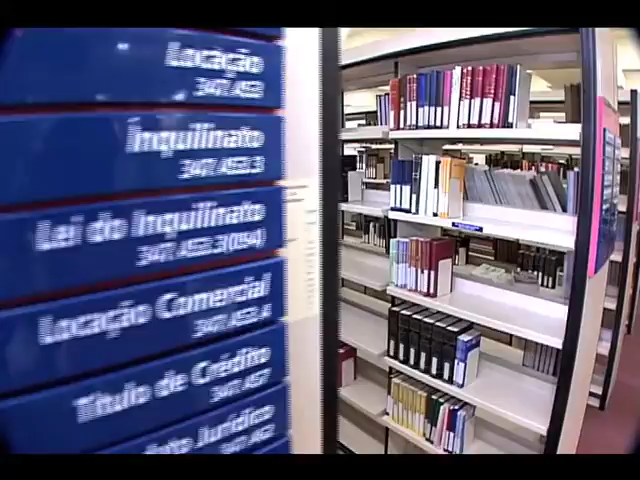 Locação
347.453
Inquilinato
347.453.3
Lei do Inquilinato
347.453.3(094)
Locação Comercial
347.453.4
Título de Crédito
347.457
Jurídico